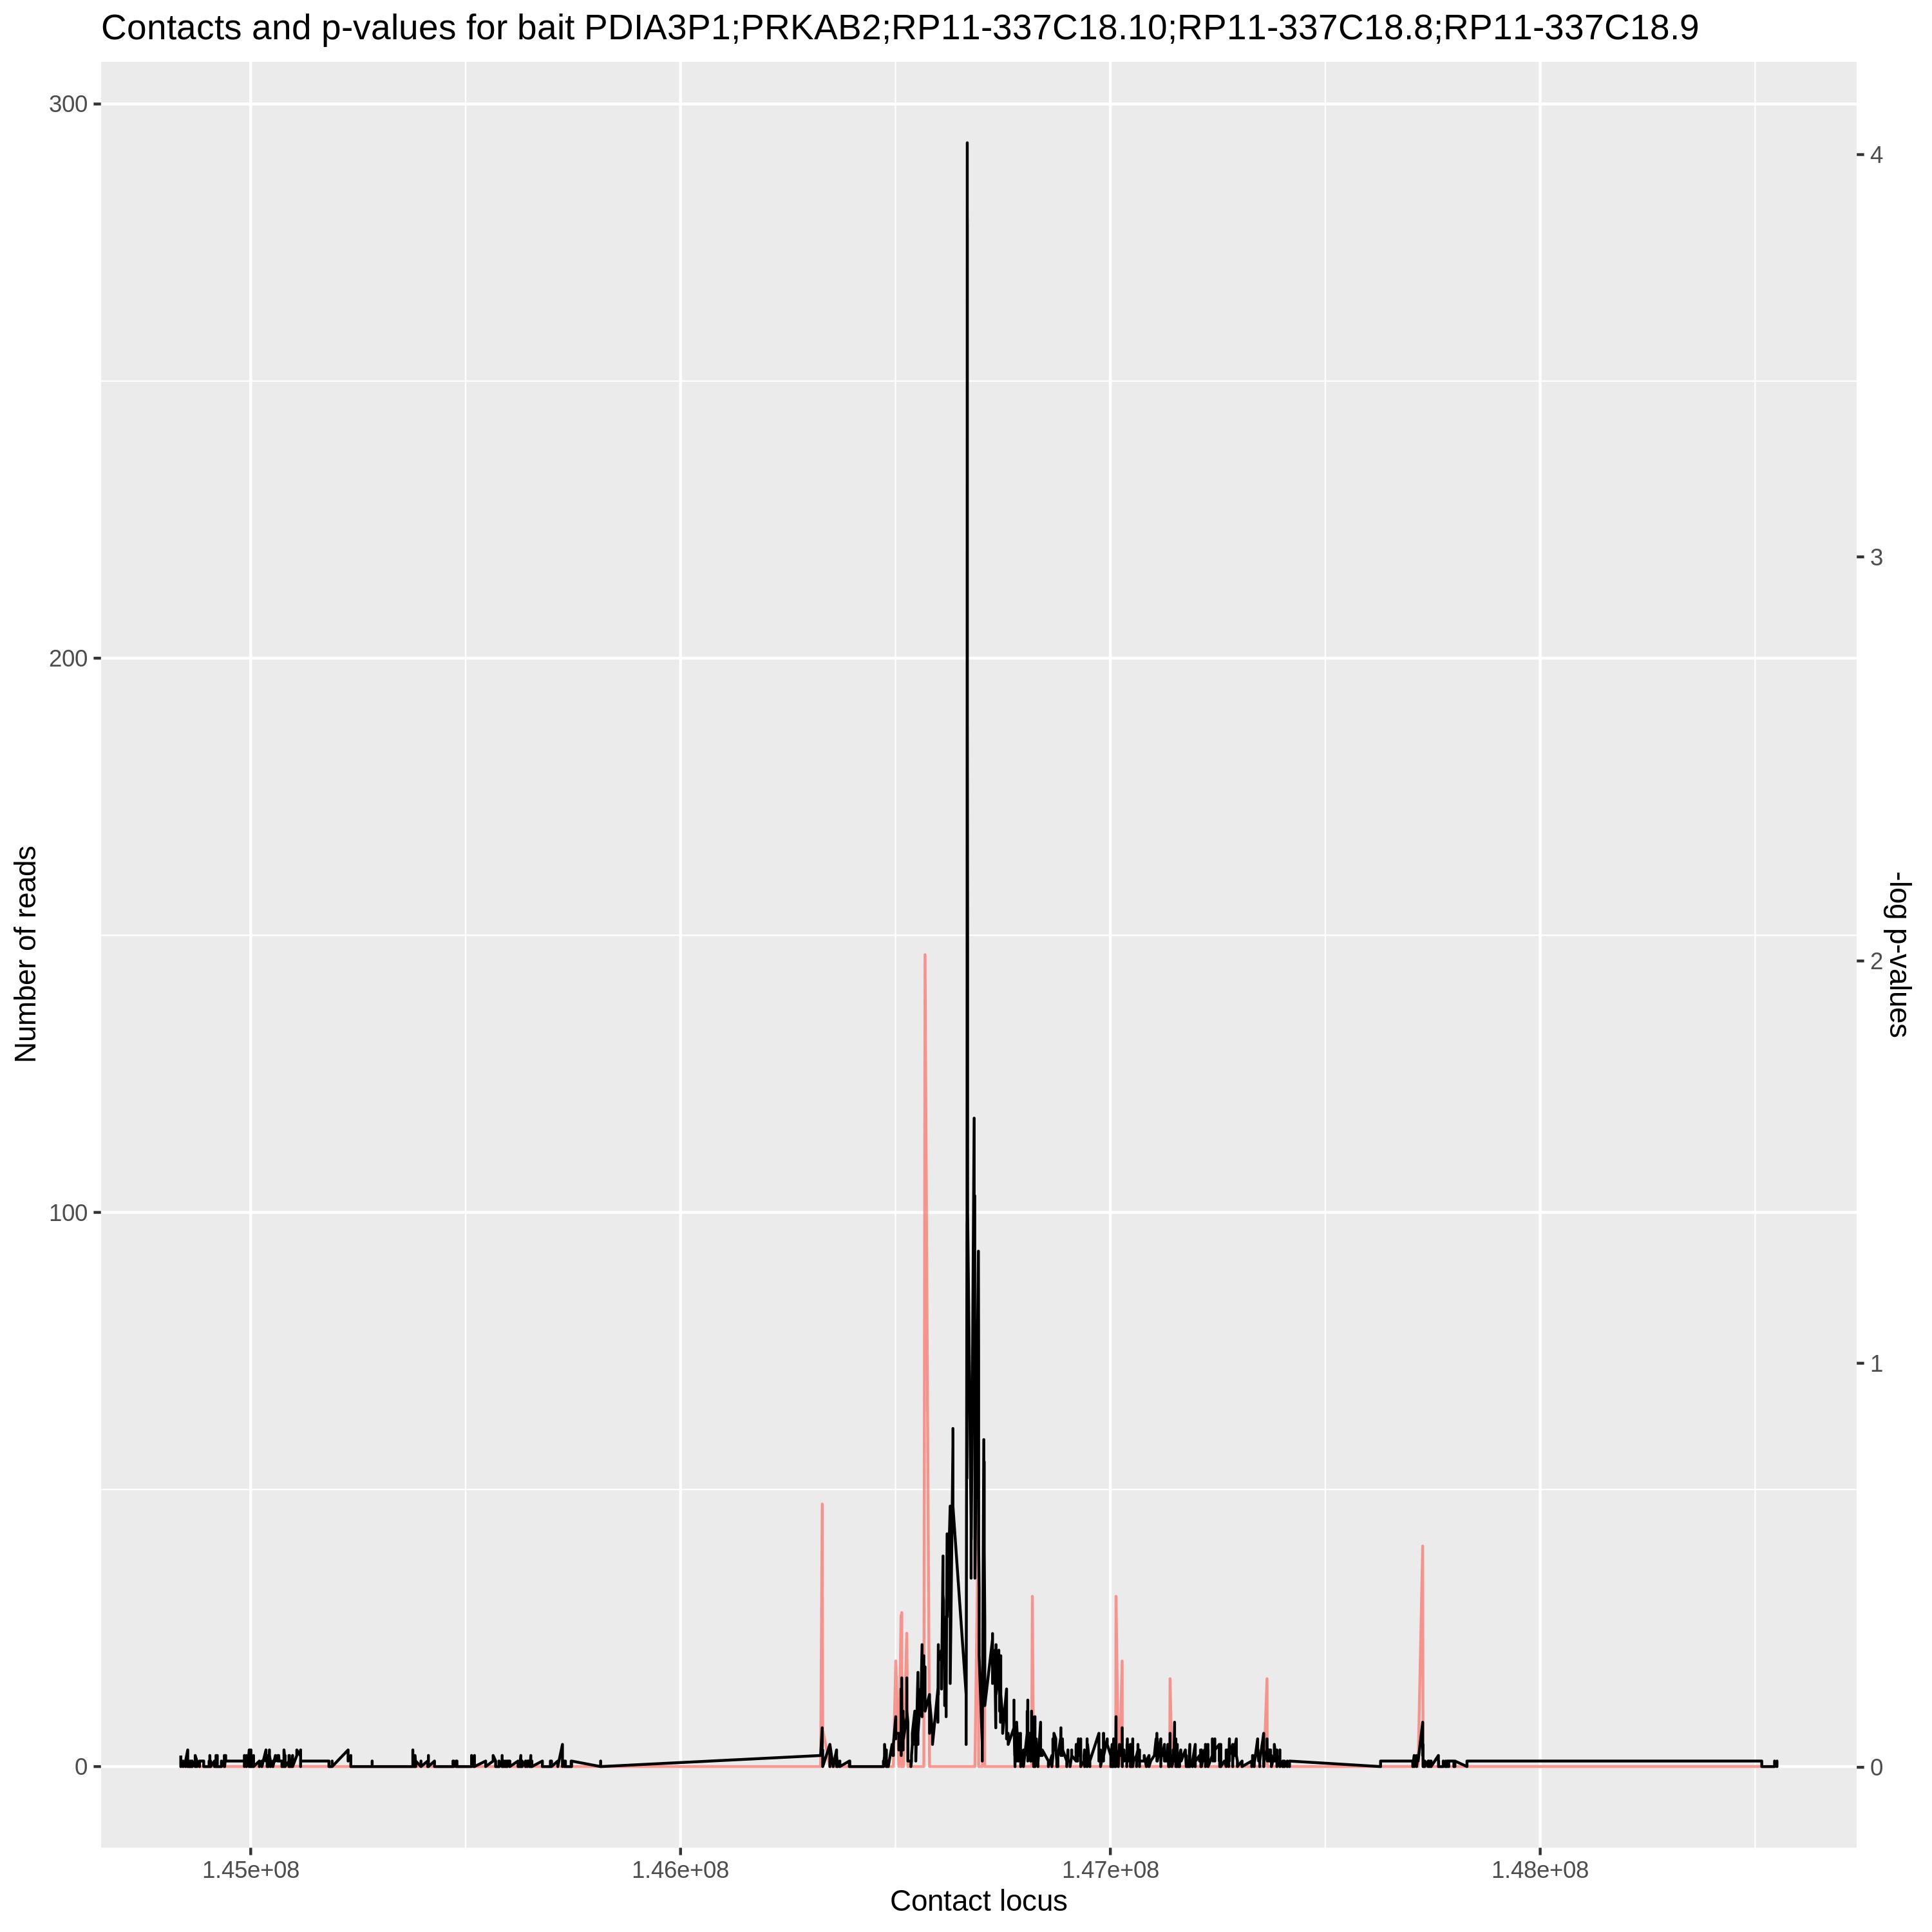 Contacts and p-values for bait PDIA3P1;PRKAB2;RP11-337C18.10;RP11-337C18.8;RP11-337C18.9
300
200
100
0
Number of reads
4
3
2
1
0
-log p-values
1.45e+08
1.46e+08
1.47e+08
1.48e+08
Contact locus